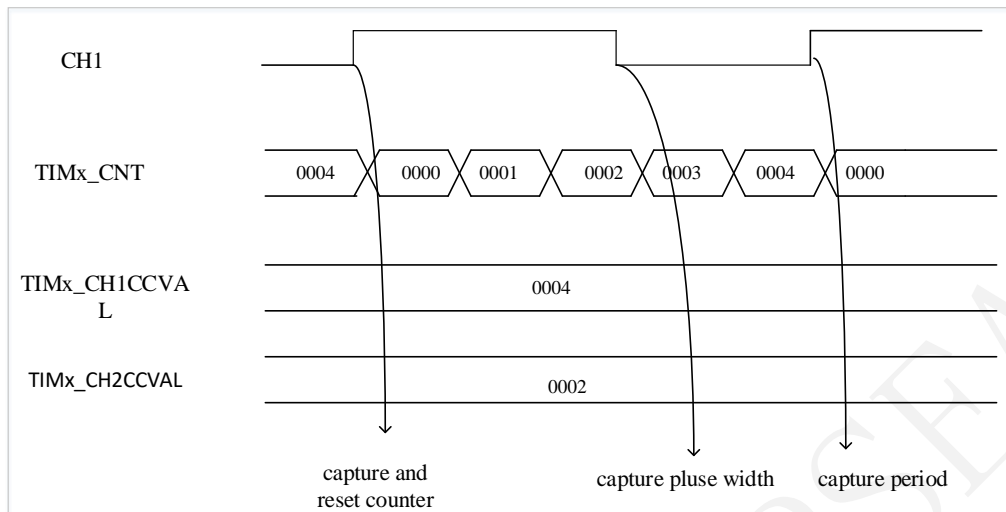 CH1
TIMx_CNT
0004
0000
0001
0002
0003
0004
0000
TIMx_CH1CCVA
L
0004
TIMx_CH2CCVAL
0002
capture and
reset counter
capture pluse width
capture period